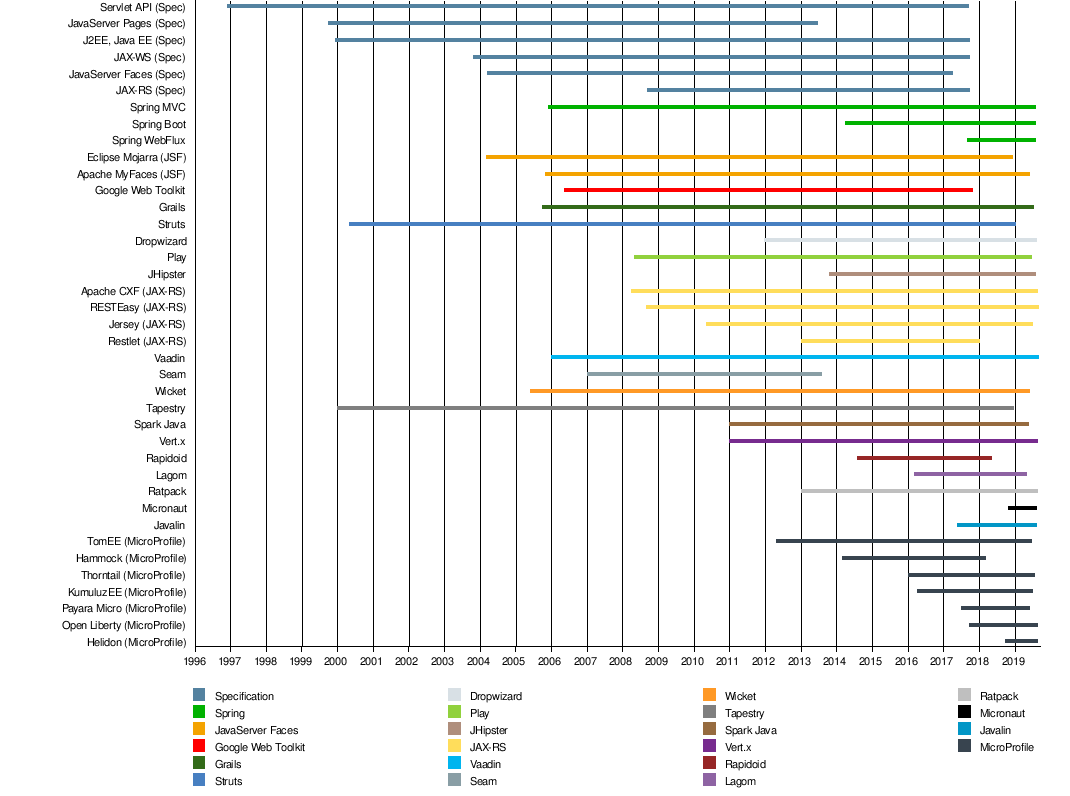 Servlet API (Spec)
JavaServer Pages (Spec)
J2EE, Java EE (Spec)
JAX-WS (Spec)
JavaServer Faces (Spec)
JAX-RS (Spec)
Spring MVC
Spring Boot
Spring WebFlux
Eclipse Mojarra (JSF)
Apache MyFaces (JSF)
Google Web Toolkit
Grails
Struts
Dropwizard
Play
JHipster
Apache CXF (JAX-RS)
RESTEasy (JAX-RS)
Jersey (JAX-RS)
Restlet (JAX-RS)
Vaadin
Seam
Wicket
Tapestry
Spark Java
Vert.x
Rapidoid
Lagom
Ratpack
Micronaut
Javalin
TomEE (MicroProfile)
Hammock (MicroProfile)
Thorntail (MicroProfile)
KumuluzEE (MicroProfile)
Payara Micro (MicroProfile)
Open Liberty (MicroProfile)
Helidon (MicroProfile)
1996 1997 1998 1999 2000 2001 2002 2003 2004 2005 2006 2007 2008 2009 2010 2011 2012 2013 2014 2015 2016 2017 2018 2019
Specification
Spring
JavaServer Faces
Google Web Toolkit
Grails
Struts
Dropwizard
Play
JHipster
JAX-RS
Vaadin
Seam
Wicket
Tapestry
Spark Java
Vert.x
Rapidoid
Lagom
Ratpack
Micronaut
Javalin
MicroProfile